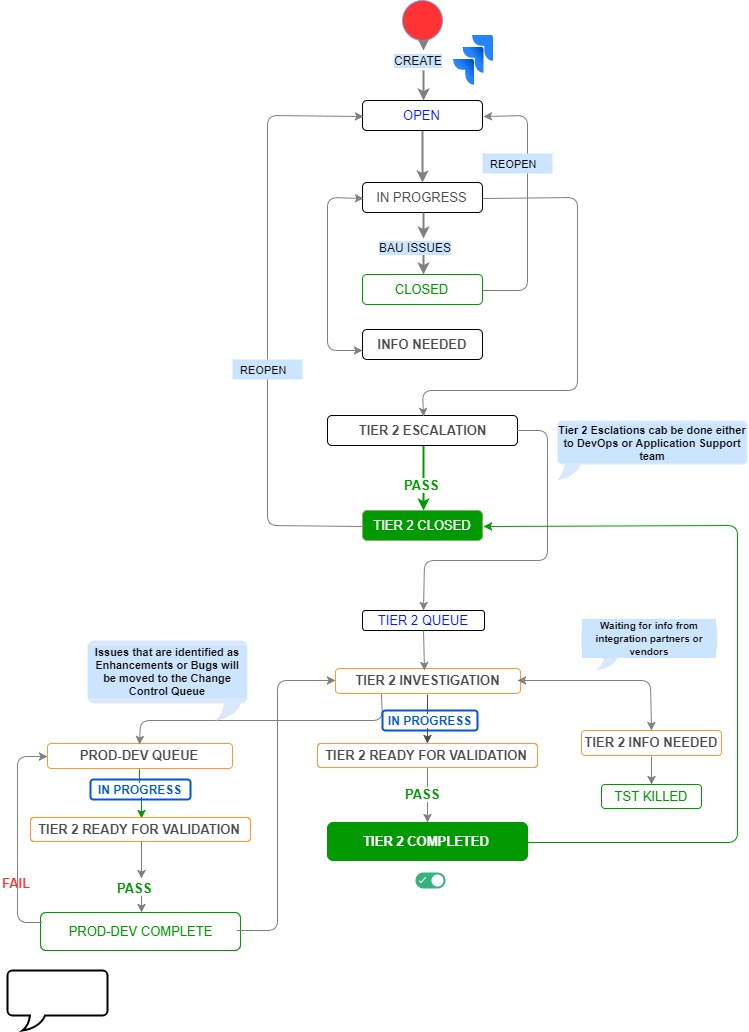 CREATE
OPEN
REOPEN
IN PROGRESS
BAU ISSUES
CLOSED
INFO NEEDED
REOPEN
TIER 2 ESCALATION
Tier 2 Esclations cab be done either
to DevOps or Application Support
team
PASS
TIER 2 CLOSED
TIER 2 QUEUE
Waiting for info from
integration partners or
vendors
Issues that are identified as
Enhancements or Bugs will
be moved to the Change
Control Queue
TIER 2 INVESTIGATION
IN PROGRESS
TIER 2 INFO NEEDED
PROD-DEV QUEUE
TIER 2 READY FOR VALIDATION
IN PROGRESS
PASS
TST KILLED
TIER 2 READY FOR VALIDATION
TIER 2 COMPLETED
FAIL
PASS
PROD-DEV COMPLETE